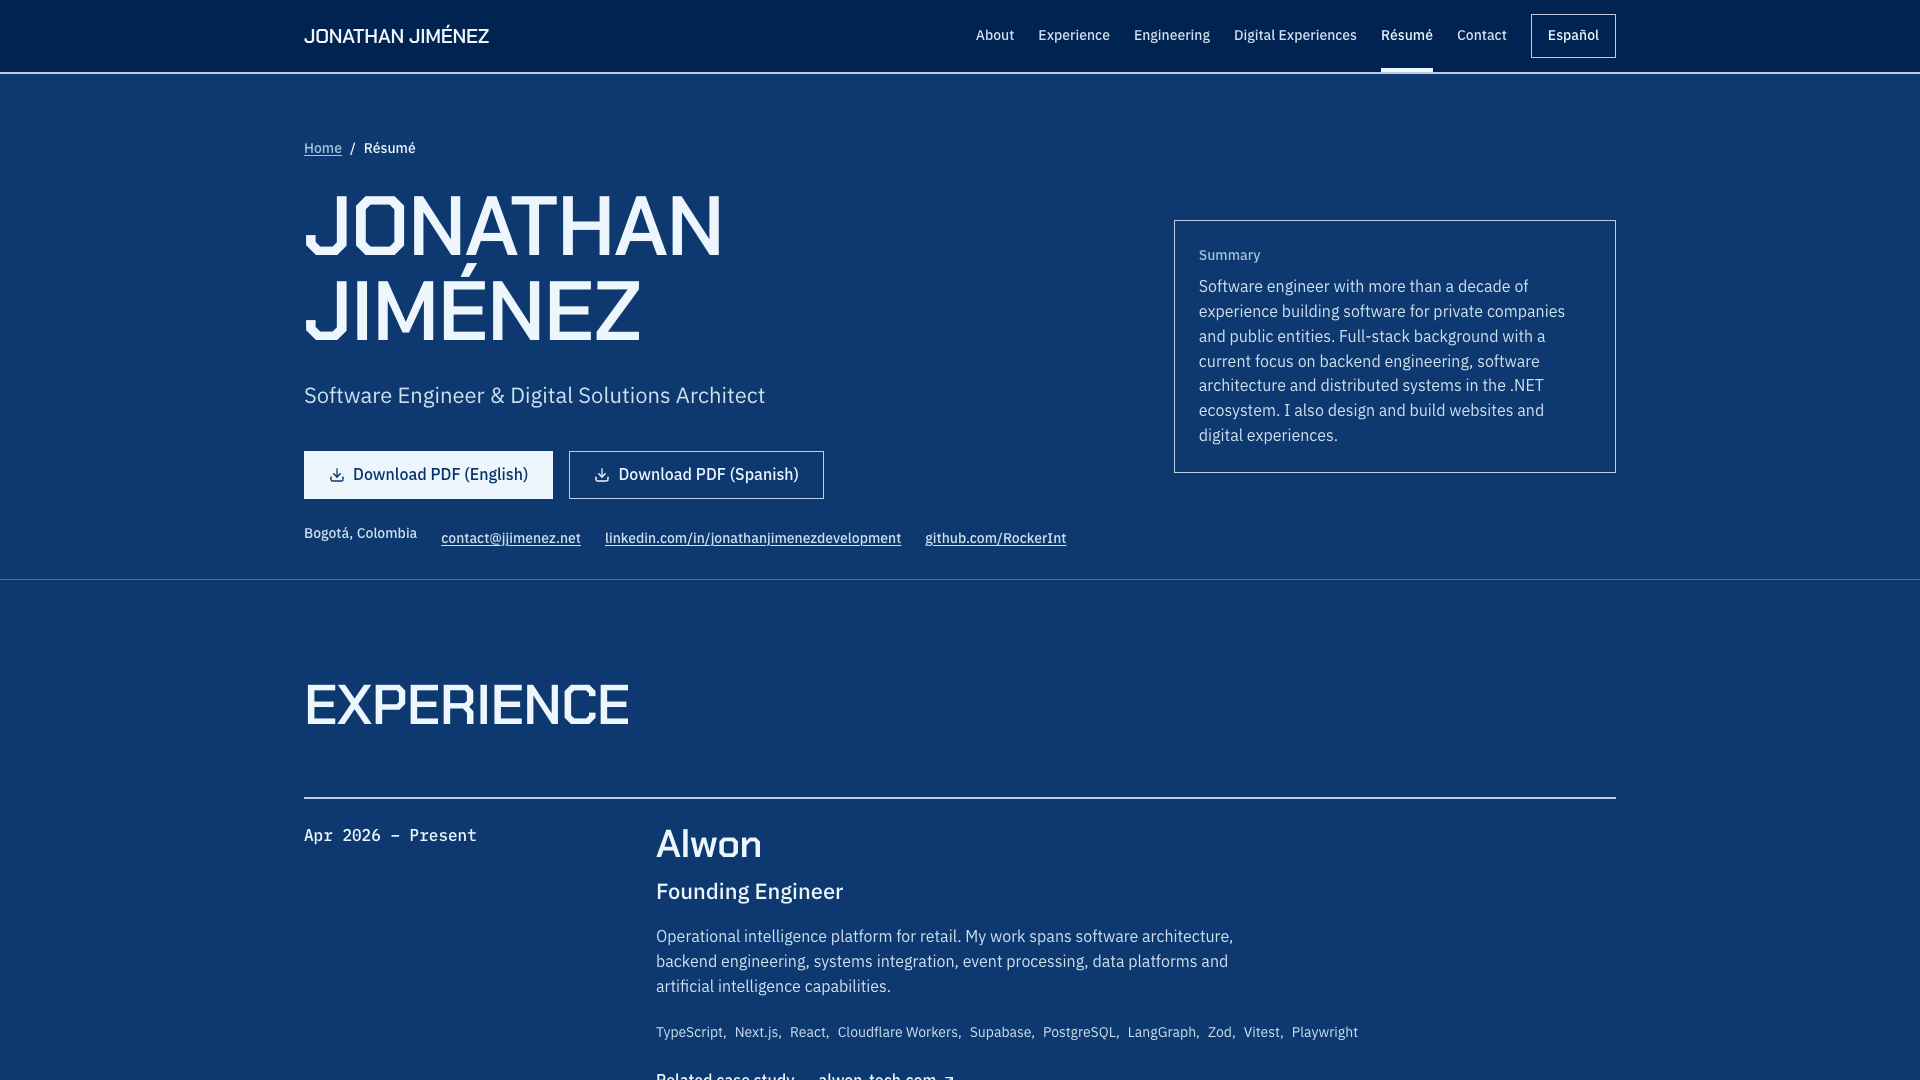 JONATHAN JIMÉNEZ
About Experience Engineering Digital Experiences Résumé Contact Español
Home / Résumé
JONATHAN
JIMÉNEZ
Software Engineer & Digital Solutions Architect
Download PDF (English) Download PDF (Spanish)
Bogotá, Colombia contact@jjimenez.net linkedin.com/in/jonathanjimenezdevelopment github.com/RockerInt
Summary
Software engineer with more than a decade of
experience building software for private companies
and public entities. Full-stack background with a
current focus on backend engineering, software
architecture and distributed systems in the .NET
ecosystem. I also design and build websites and
digital experiences.
EXPERIENCE
Apr 2026 – Present
Alwon
Founding Engineer
Operational intelligence platform for retail. My work spans software architecture,
backend engineering, systems integration, event processing, data platforms and
artificial intelligence capabilities.
TypeScript, Next.js, React, Cloudflare Workers, Supabase, PostgreSQL, LangGraph, Zod, Vitest, Playwright
Related case study alwon-tech.com ↗